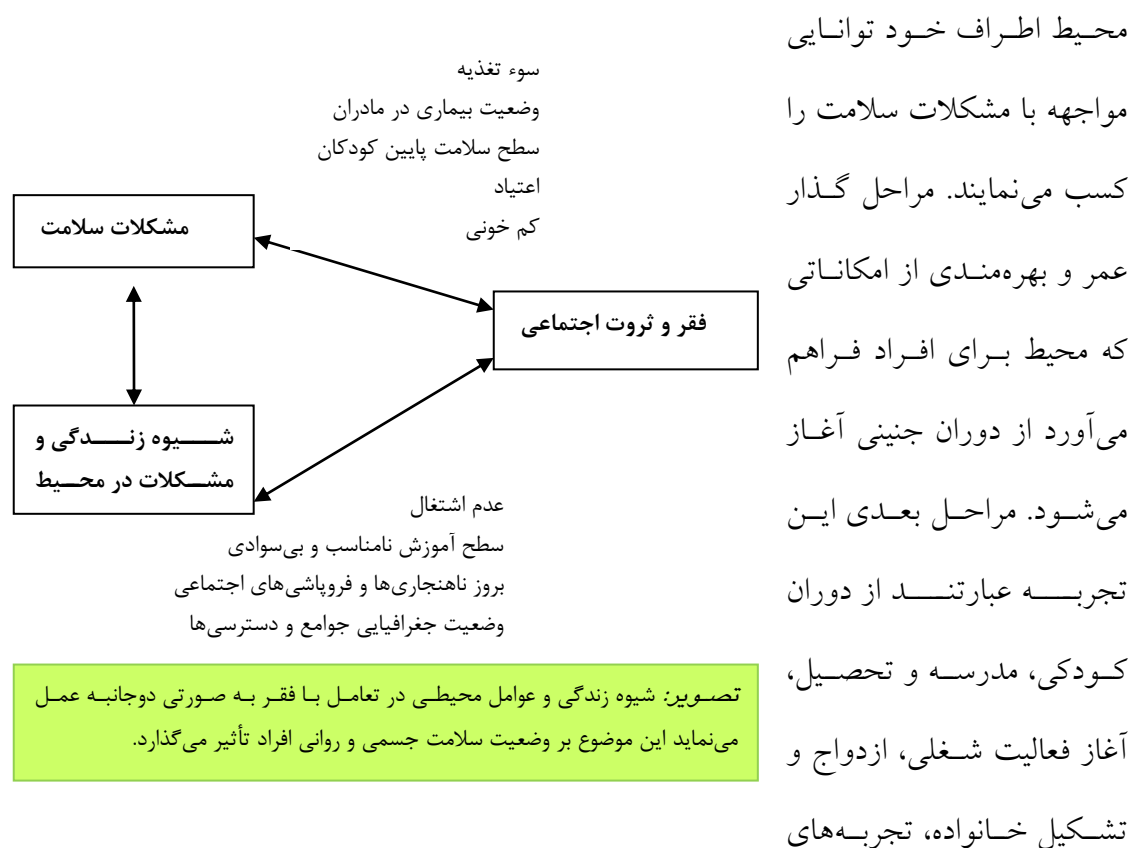 محیط اطراف خود توانایی
مواجهه با مشکلات سلامت را
کسب می‌نمایند. مراحل گذار
عمر و بهره‌مندی از امکاناتی
که محیط برای افراد فراهم
می‌آورد از دوران جنینی آغاز
می‌شود. مراحل بعدی این
تجربه عبارتند از دوران
کودکی، مدرسه و تحصیل،
آغاز فعالیت شغلی، ازدواج و
تشکیل خانواده، تجربه‌های
سوء تغذیه
وضعیت بیماری در مادران
سطح سلامت پایین کودکان
اعتیاد
کم خونی
مشکلات سلامت
فقر و ثروت اجتماعی
شیوه زندگی و
مشکلات در محیط
عدم اشتغال
سطح آموزش نامناسب و بی‌سوادی
بروز ناهنجاری‌ها و فروپاشی‌های اجتماعی
وضعیت جغرافیایی جوامع و دسترسی‌ها
تصویر: شیوه زندگی و عوامل محیطی در تعامل با فقر به صورتی دوجانبه عمل
می‌نماید این موضوع بر وضعیت سلامت جسمی و روانی افراد تأثیر می‌گذارد.